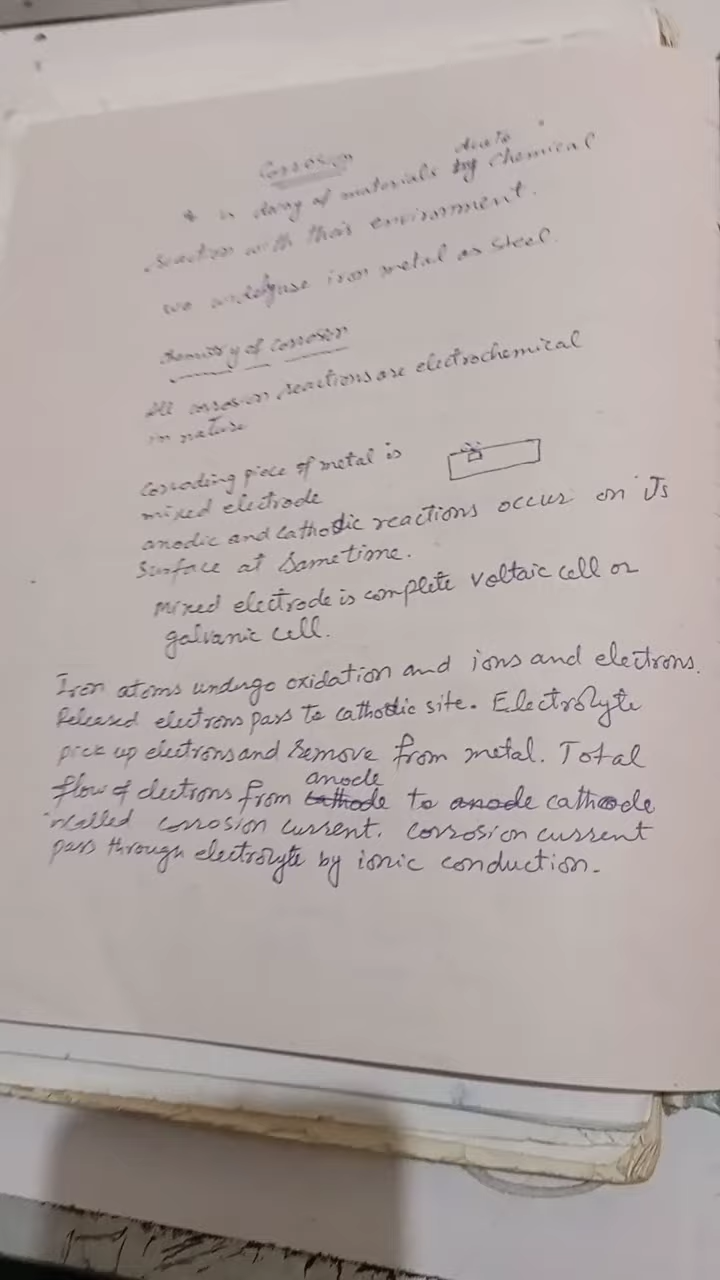 Corrosion
due to
is decay of materials by Chemical
reaction with their environment.
we use iron metal as steel.
Chemistry of corrosion
All corrosion reactions are electrochemical
in nature
Corroding piece of metal is
mixed electrode
anodic and cathodic reactions occur on Its
Surface at Same time.
Mixed electrode is complete voltaic cell or
galvanic cell.
Iron atoms undergo oxidation and ions and electrons.
Released electrons pass to cathodic site. Electrolyte
pick up electrons and Remove from metal. Total
anode
flow of electrons from cathode to anode cathode
is called corrosion current. Corrosion current
pass through electrolyte by ionic conduction.